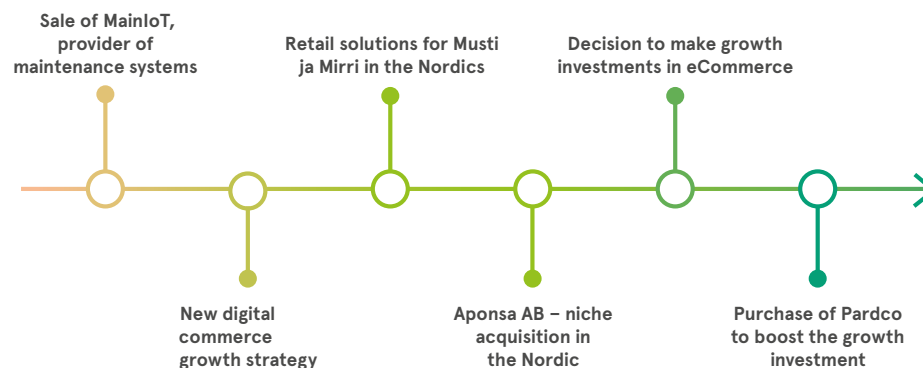 Sale of MainIoT,
provider of
maintenance systems
New digital
commerce
growth strategy
Retail solutions for Musti
ja Mirri in the Nordics
Aponsa AB – niche
acquisition in
the Nordic
Decision to make growth
investments in eCommerce
Purchase of Pardco
to boost the growth
investment